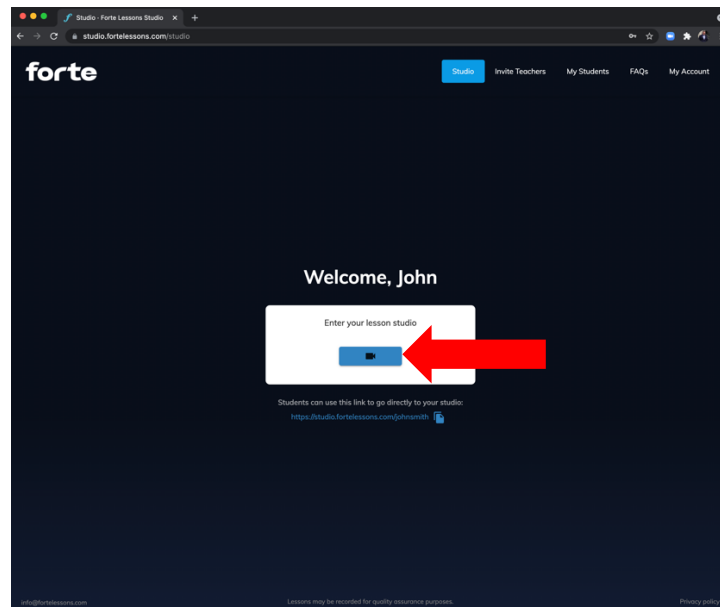 Studio - Forte Lessons Studio
studio.fortelessons.com/studio
forte
Studio
Invite Teachers
My Students
FAQs
My Account
Welcome, John
Enter your lesson studio
Students can use this link to go directly to your studio:
https://studio.fortelessons.com/johnsmith
info@fortelessons.com
Lessons may be recorded for quality assurance purposes.
Privacy policy